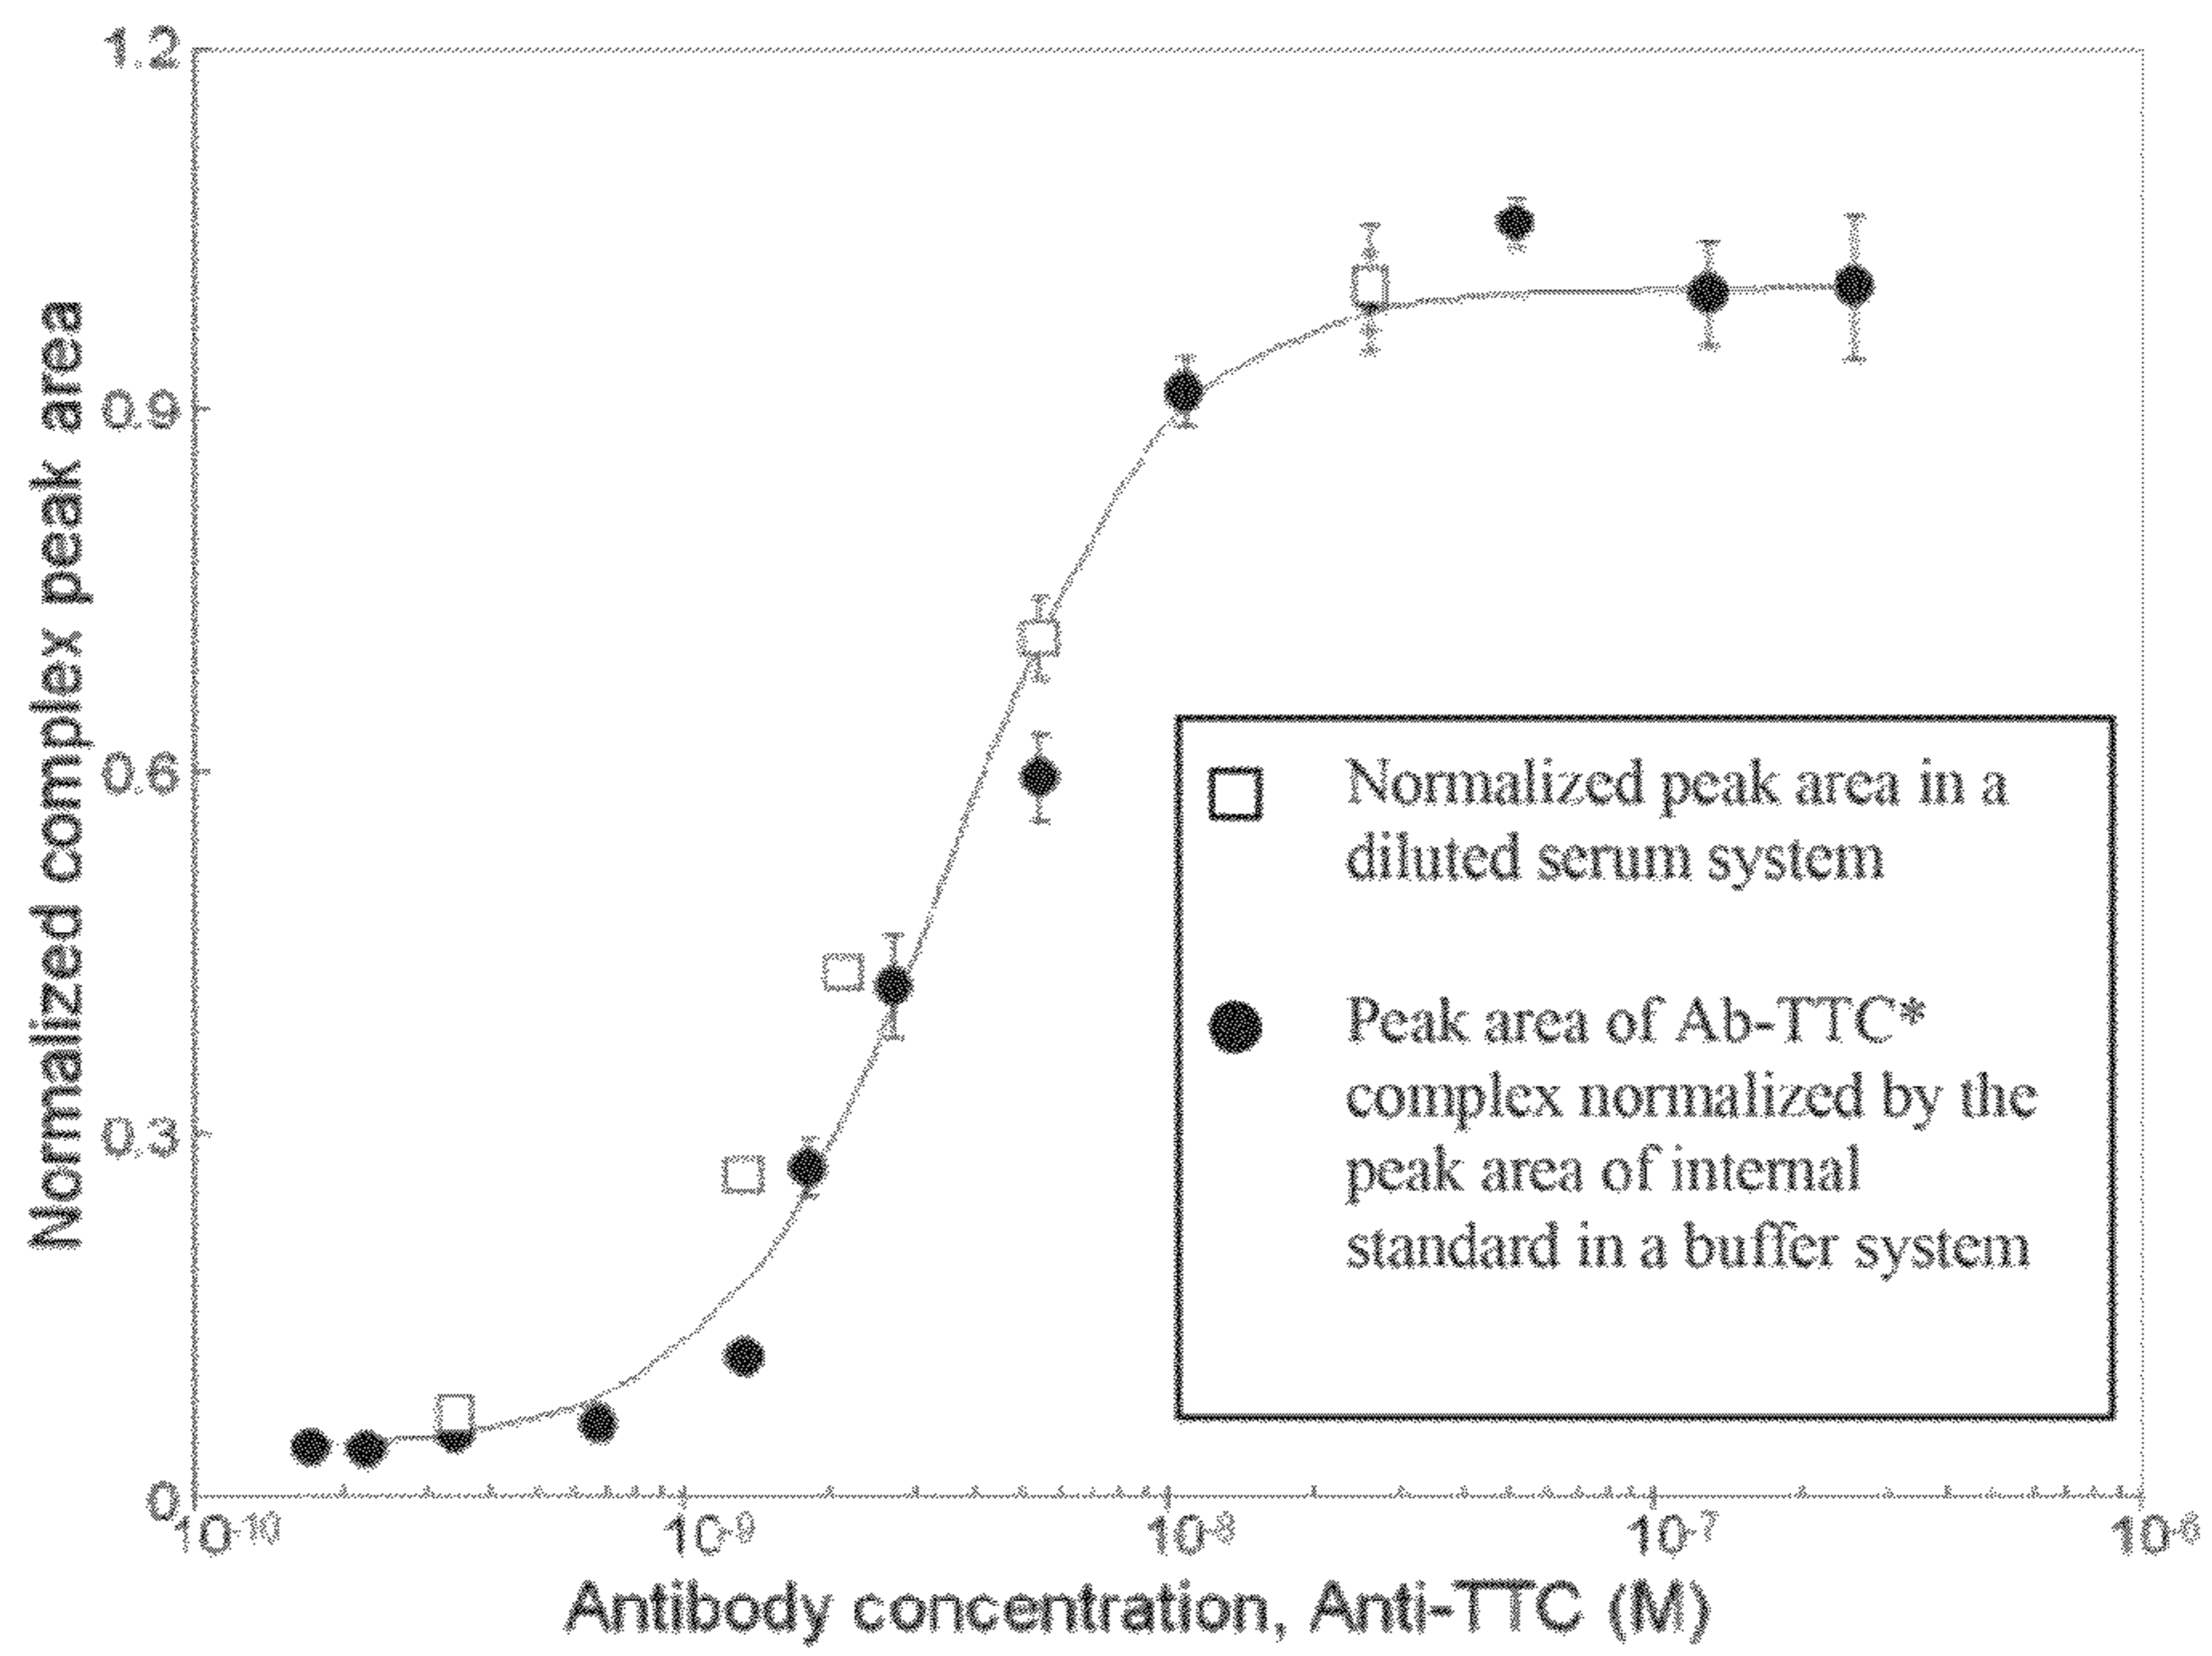 1.2
0.9
0.6
0.3
0
Normalized complex peak area
10-10
10-9
10-8
10-7
10-6
Antibody concentration, Anti-TTC (M)
Normalized peak area in a
diluted serum system
Peak area of Ab-TTC*
complex normalized by the
peak area of internal
standard in a buffer system